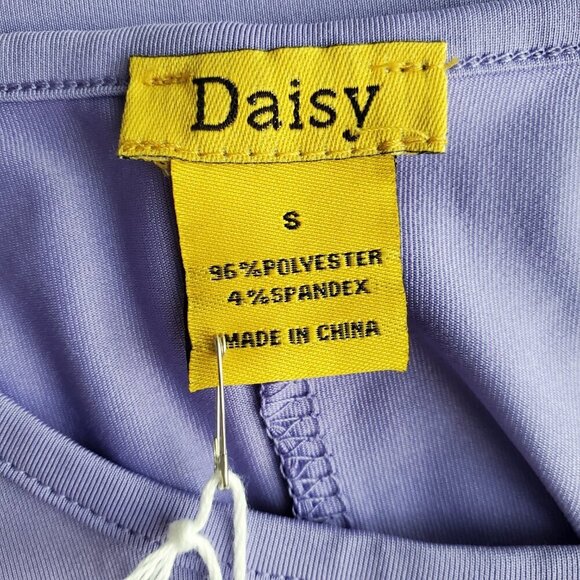 Daisy
S
96%POLYESTER
4%SPANDEX
MADE IN CHINA